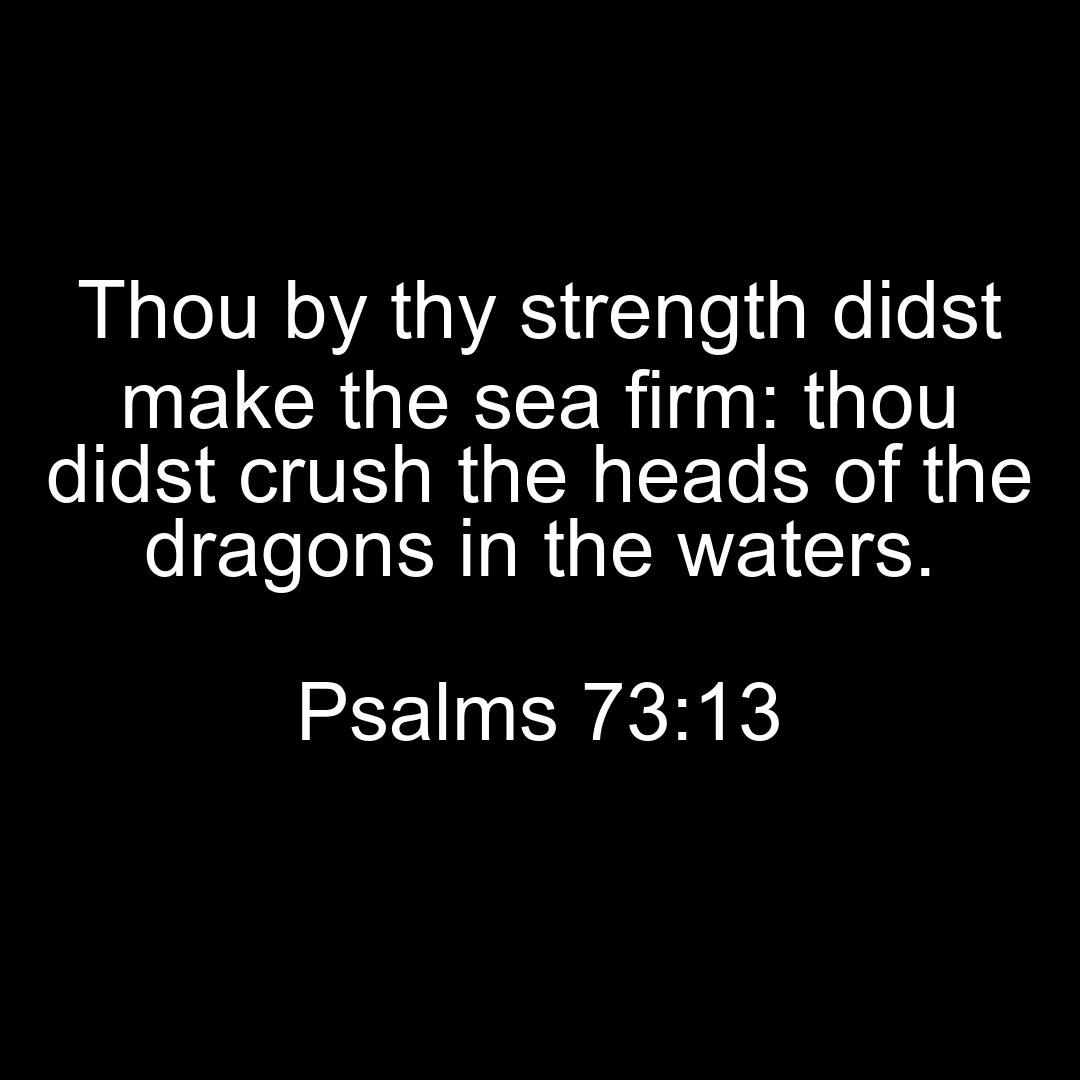 Thou by thy strength didst
make the sea firm: thou
didst crush the heads of the
dragons in the waters.
Psalms 73:13